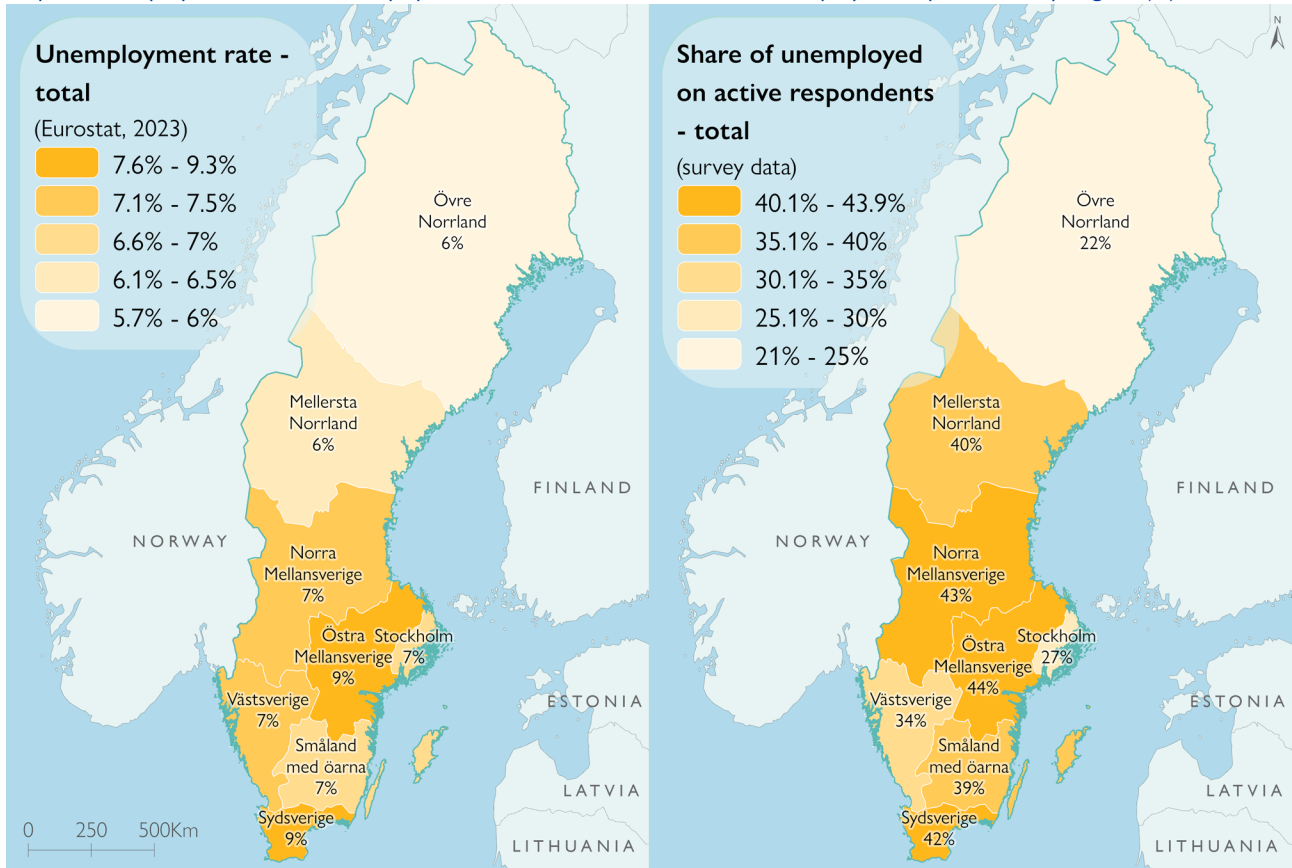 Unemployment rate -
total
(Eurostat, 2023)
7.6% - 9.3%
7.1% - 7.5%
6.6% - 7%
6.1% - 6.5%
5.7% - 6%
Övre
Norrland
6%
Mellersta
Norrland
6%
FINLAND
NORWAY
Norra
Mellansverige
7%
Östra
Mellansverige
9%
Stockholm
7%
Västsverige
7%
ESTONIA
Småland
med öarna
7%
LATVIA
Sydsverige
9%
LITHUANIA
0 250 500Km
Share of unemployed
on active respondents
- total
(survey data)
40.1% - 43.9%
35.1% - 40%
30.1% - 35%
25.1% - 30%
21% - 25%
N
Övre
Norrland
22%
Mellersta
Norrland
40%
FINLAND
NORWAY
Norra
Mellansverige
43%
Östra
Mellansverige
44%
Stockholm
27%
Västsverige
34%
ESTONIA
Småland
med öarna
39%
LATVIA
Sydsverige
42%
LITHUANIA